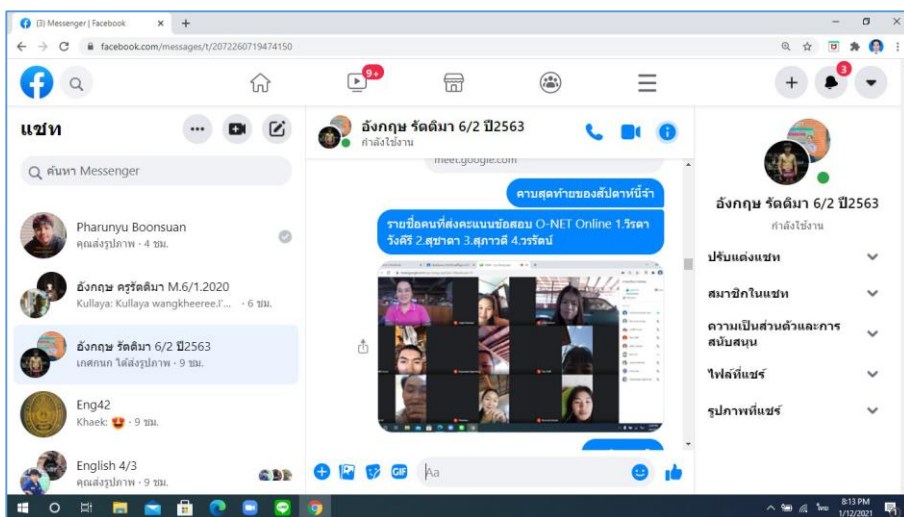 (3) Messenger | Facebook
facebook.com/messages/t/2072260719474150
9+
3
แชท
ค้นหา Messenger
Pharunyu Boonsuan
คุณส่งรูปภาพ · 4 ชม.
อังกฤษ ครูรัตติมา M.6/1.2020
Kullaya: Kullaya wangkheeree.I'... · 6 ชม.
อังกฤษ รัตติมา 6/2 ปี2563
เกศกนก ได้ส่งรูปภาพ · 9 ชม.
Eng42
Khaek: 😍 · 9 ชม.
English 4/3
คุณส่งรูปภาพ · 9 ชม.
อังกฤษ รัตติมา 6/2 ปี2563
กำลังใช้งาน
meet.google.com
คาบสุดท้ายของสัปดาห์นี้จ้า
รายชื่อคนที่ส่งคะแนนข้อสอบ O-NET Online 1.วิรดา
วังคีรี 2.สุชาดา 3.สุภาวดี 4.วรรัตน์
GIF
Aa
อังกฤษ รัตติมา 6/2 ปี2563
กำลังใช้งาน
ปรับแต่งแชท
สมาชิกในแชท
ความเป็นส่วนตัวและการ
สนับสนุน
ไฟล์ที่แชร์
รูปภาพที่แชร์
8:13 PM
1/12/2021